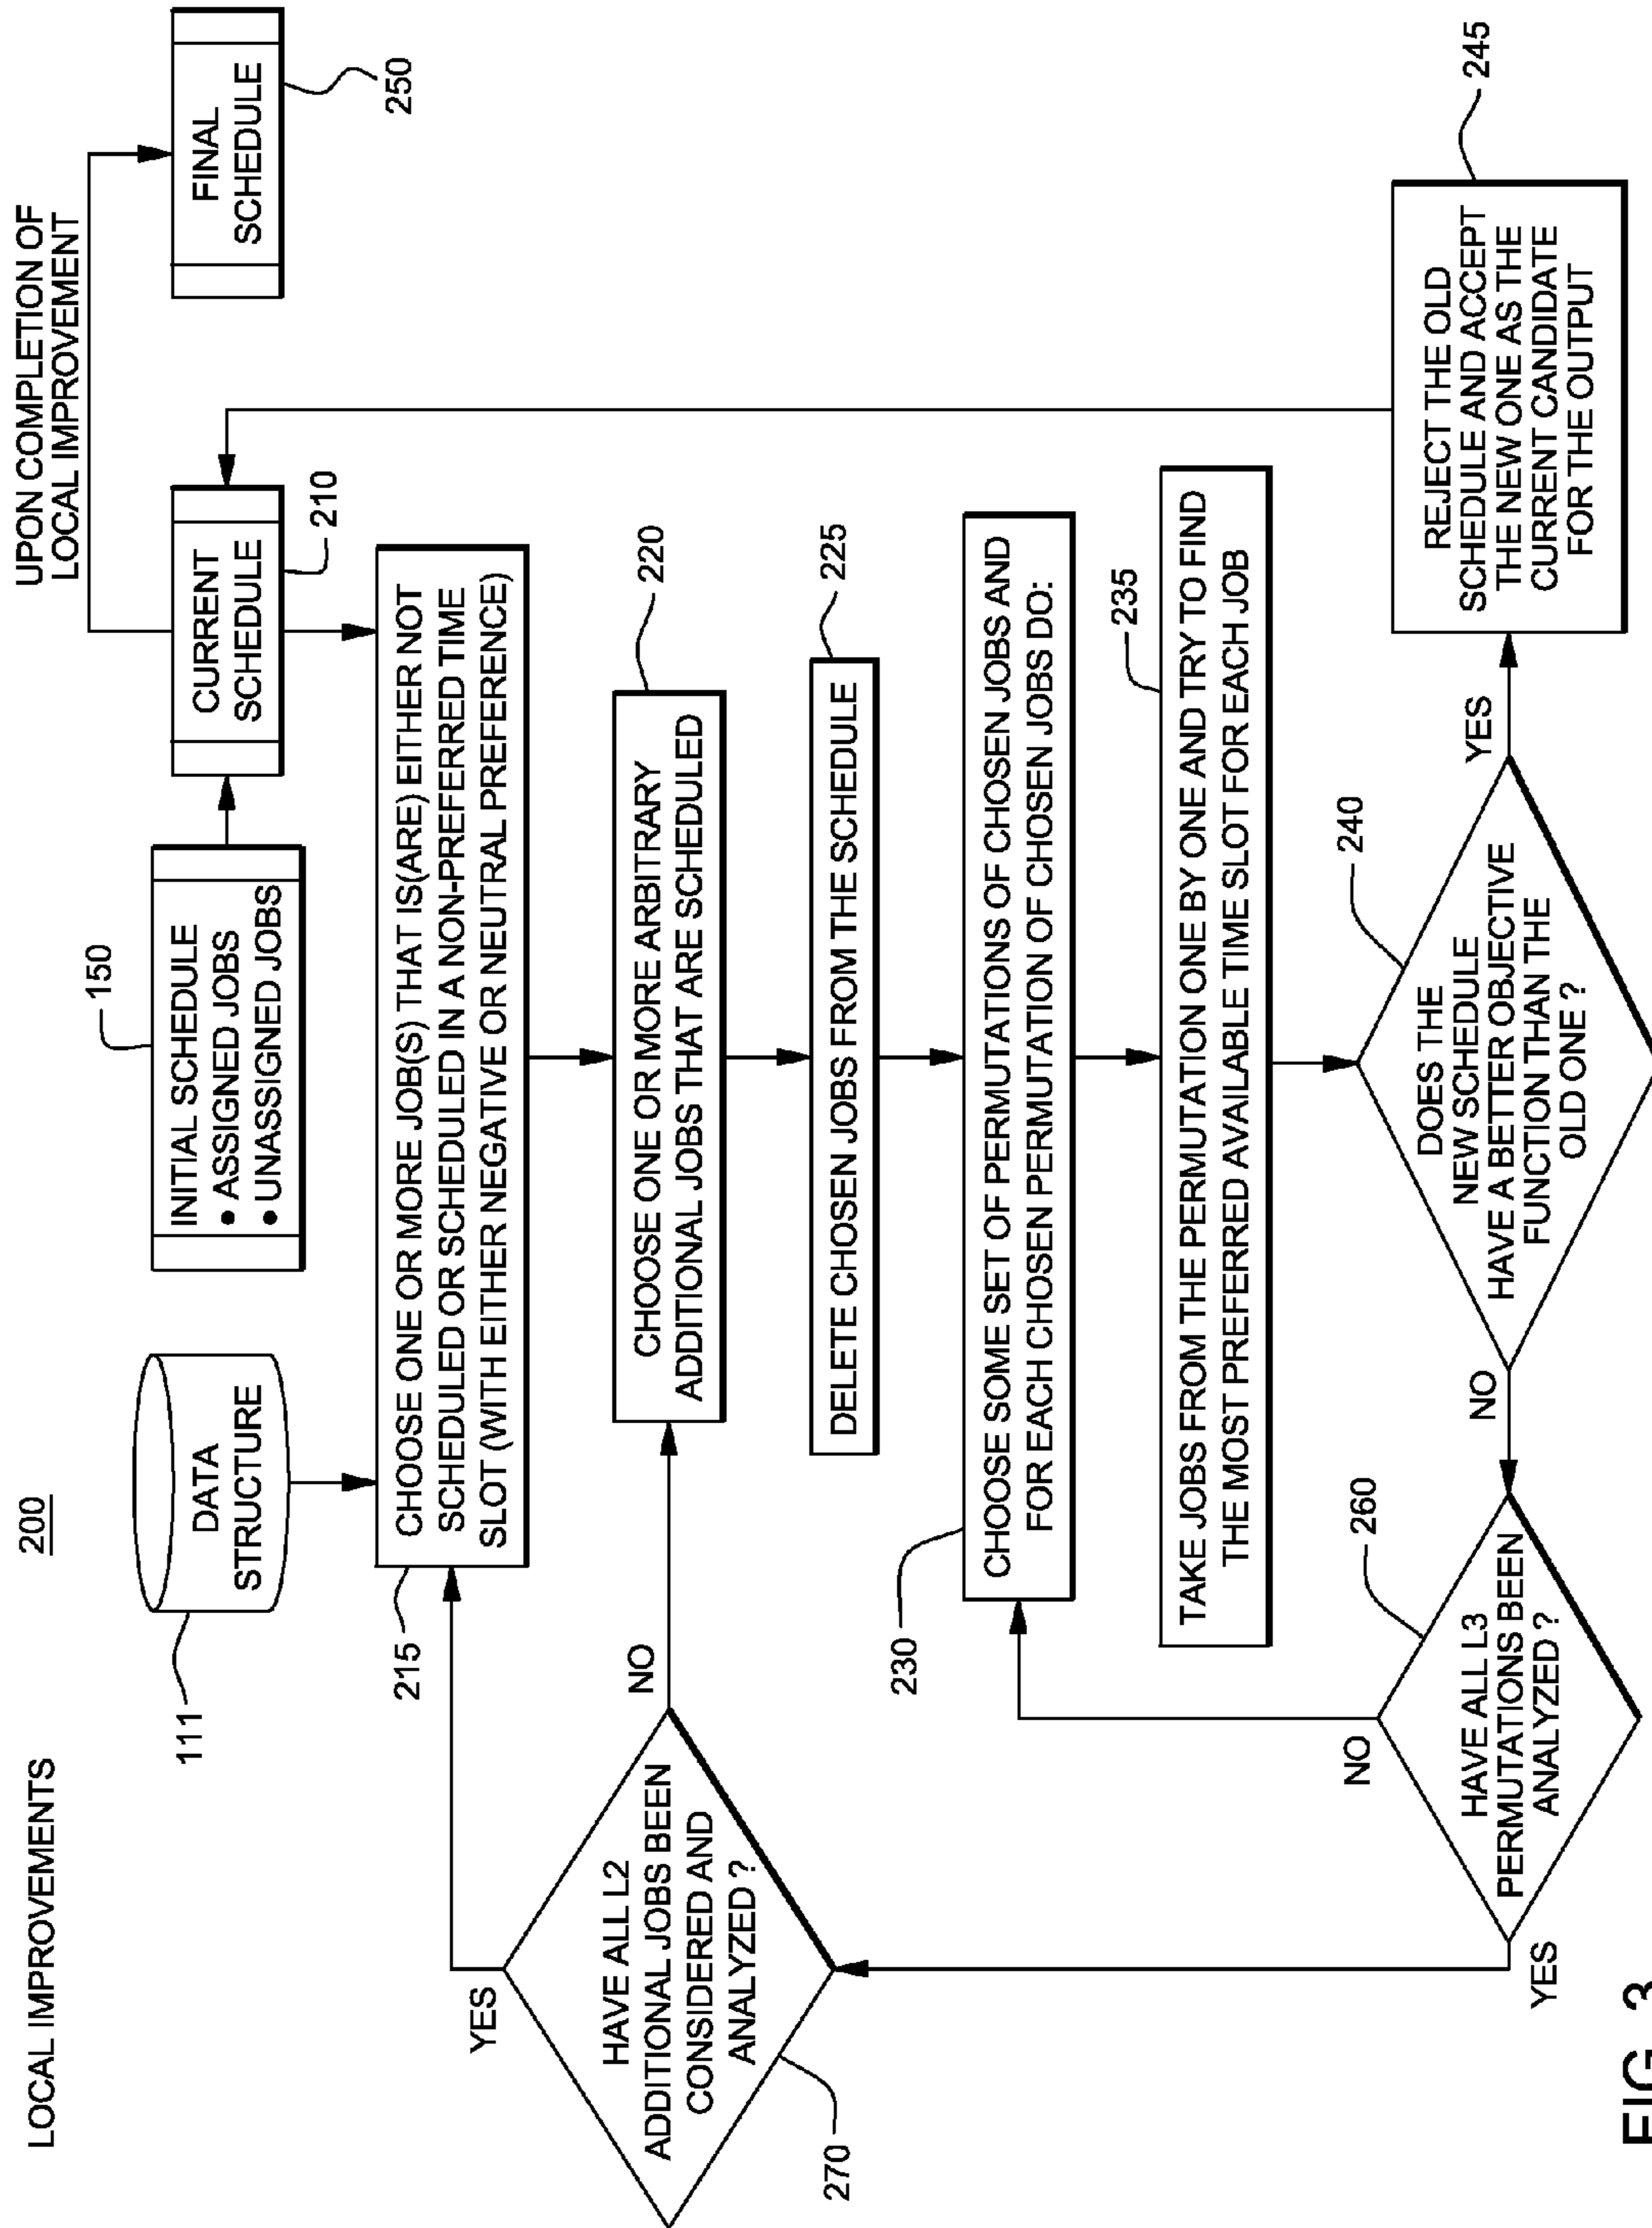 LOCAL IMPROVEMENTS
200
UPON COMPLETION OF
LOCAL IMPROVEMENT
111
DATA
STRUCTURE
150
INITIAL SCHEDULE
• ASSIGNED JOBS
• UNASSIGNED JOBS
CURRENT
SCHEDULE
210
FINAL
SCHEDULE
250
215
CHOOSE ONE OR MORE JOB(S) THAT IS(ARE) EITHER NOT
SCHEDULED OR SCHEDULED IN A NON-PREFERRED TIME
SLOT (WITH EITHER NEGATIVE OR NEUTRAL PREFERENCE)
YES
HAVE ALL L2
ADDITIONAL JOBS BEEN
CONSIDERED AND
ANALYZED ?
270
NO
CHOOSE ONE OR MORE ARBITRARY
ADDITIONAL JOBS THAT ARE SCHEDULED
220
DELETE CHOSEN JOBS FROM THE SCHEDULE
225
230
CHOOSE SOME SET OF PERMUTATIONS OF CHOSEN JOBS AND
FOR EACH CHOSEN PERMUTATION OF CHOSEN JOBS DO:
TAKE JOBS FROM THE PERMUTATION ONE BY ONE AND TRY TO FIND
THE MOST PREFERRED AVAILABLE TIME SLOT FOR EACH JOB
235
NO
HAVE ALL L3
PERMUTATIONS BEEN
ANALYZED ?
260
YES
NO
DOES THE
NEW SCHEDULE
HAVE A BETTER OBJECTIVE
FUNCTION THAN THE
OLD ONE ?
240
YES
REJECT THE OLD
SCHEDULE AND ACCEPT
THE NEW ONE AS THE
CURRENT CANDIDATE
FOR THE OUTPUT
245
FIG. 3